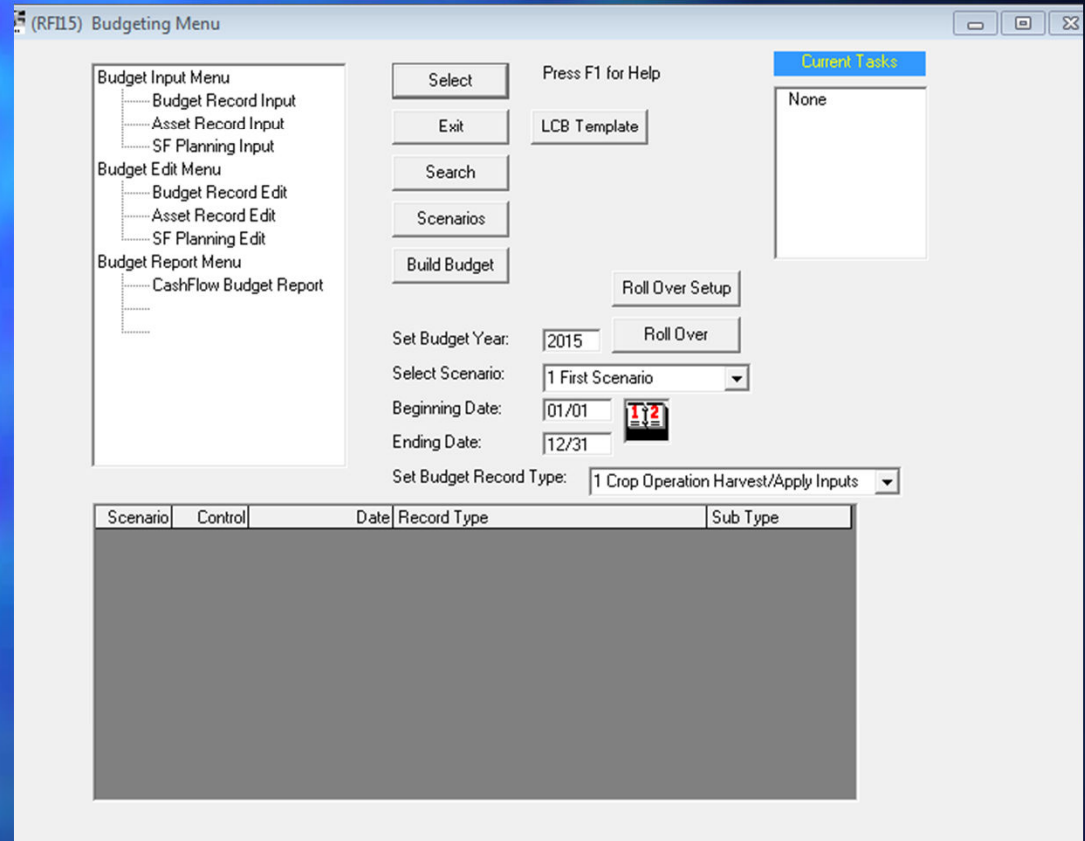 (RFI15) Budgeting Menu
Budget Input Menu
Budget Record Input
Asset Record Input
SF Planning Input
Budget Edit Menu
Budget Record Edit
Asset Record Edit
SF Planning Edit
Budget Report Menu
CashFlow Budget Report
Select
Press F1 for Help
Exit
LCB Template
Search
Scenarios
Build Budget
Current Tasks
None
Roll Over Setup
Set Budget Year: 2015
Roll Over
Select Scenario: 1 First Scenario
Beginning Date: 01/01
1 2
Ending Date: 12/31
Set Budget Record Type: 1 Crop Operation Harvest/Apply Inputs
Scenario Control Date Record Type Sub Type